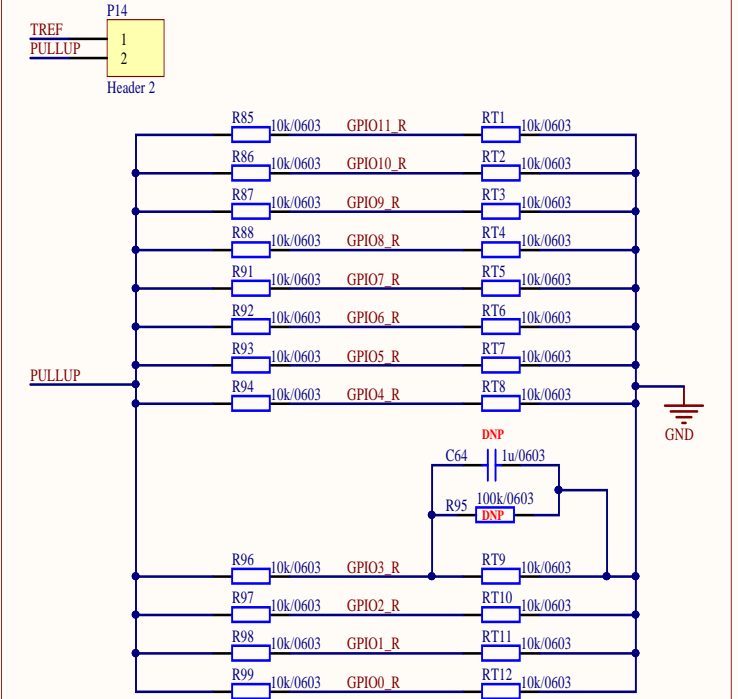 P14
TREF
1
PULLUP
2
Header 2
R85 10k/0603 GPIO11_R RT1 10k/0603
R86 10k/0603 GPIO10_R RT2 10k/0603
R87 10k/0603 GPIO9_R RT3 10k/0603
R88 10k/0603 GPIO8_R RT4 10k/0603
R91 10k/0603 GPIO7_R RT5 10k/0603
R92 10k/0603 GPIO6_R RT6 10k/0603
R93 10k/0603 GPIO5_R RT7 10k/0603
PULLUP
R94 10k/0603 GPIO4_R RT8 10k/0603
GND
DNP
C64 1u/0603
R95 100k/0603
DNP
R96 10k/0603 GPIO3_R RT9 10k/0603
R97 10k/0603 GPIO2_R RT10 10k/0603
R98 10k/0603 GPIO1_R RT11 10k/0603
R99 10k/0603 GPIO0_R RT12 10k/0603